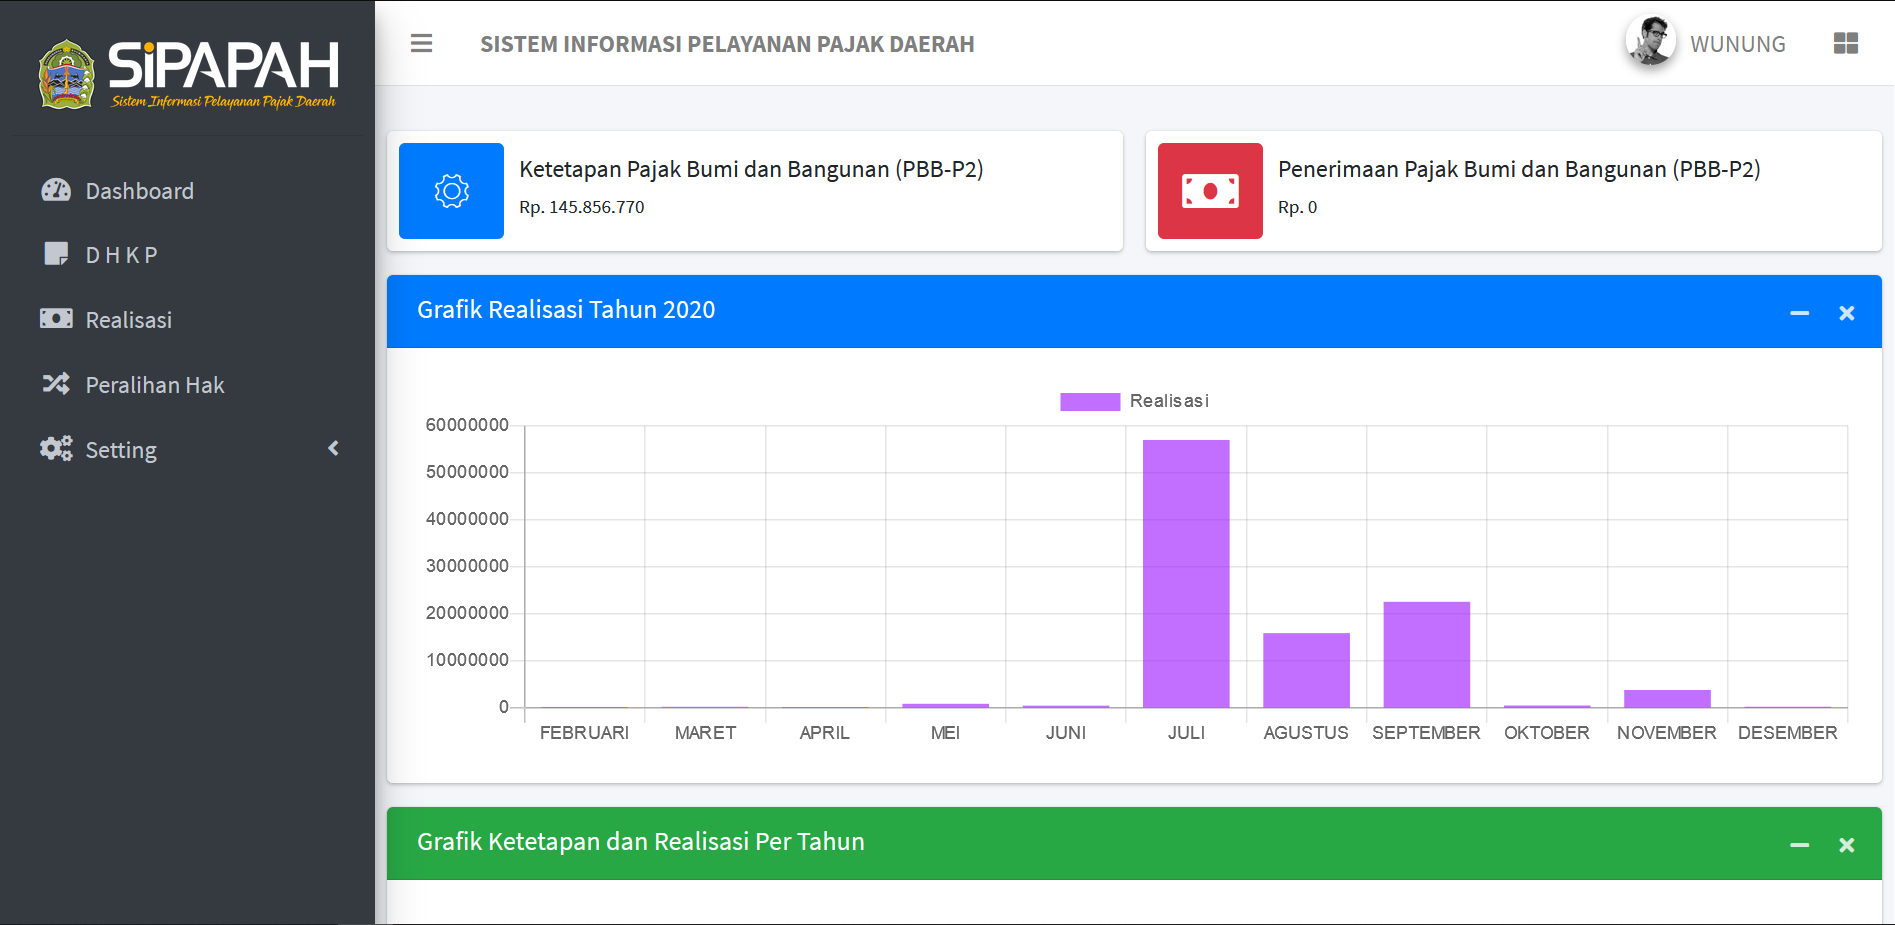 SiPAPAH
Sistem Informasi Pelayanan Pajak Daerah
Dashboard
D H K P
Realisasi
Peralihan Hak
Setting
SISTEM INFORMASI PELAYANAN PAJAK DAERAH
WUNUNG
Ketetapan Pajak Bumi dan Bangunan (PBB-P2)
Rp. 145.856.770
Penerimaan Pajak Bumi dan Bangunan (PBB-P2)
Rp. 0
Grafik Realisasi Tahun 2020
Realisasi
60000000
50000000
40000000
30000000
20000000
10000000
0
FEBRUARI MARET APRIL MEI JUNI JULI AGUSTUS SEPTEMBER OKTOBER NOVEMBER DESEMBER
Grafik Ketetapan dan Realisasi Per Tahun